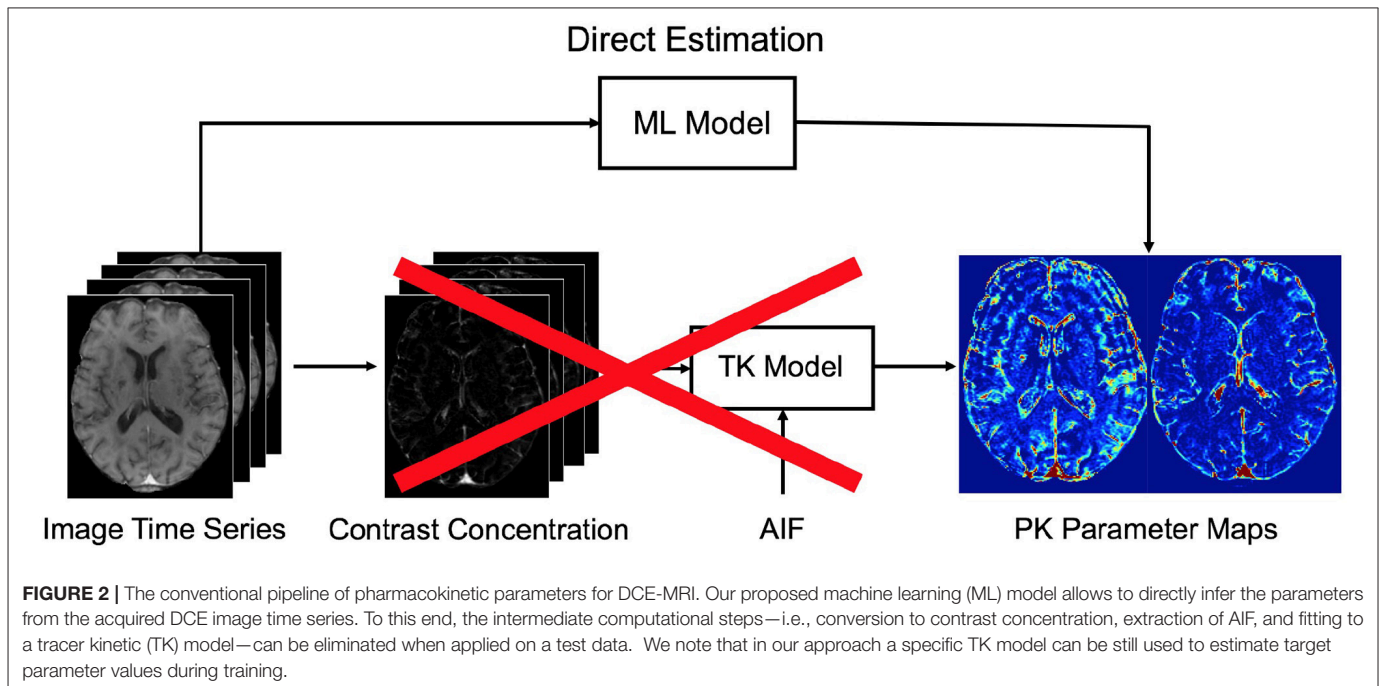 Direct Estimation
ML Model
TK Model
Image Time Series
Contrast Concentration
AIF
PK Parameter Maps
FIGURE 2 | The conventional pipeline of pharmacokinetic parameters for DCE-MRI. Our proposed machine learning (ML) model allows to directly infer the parameters
from the acquired DCE image time series. To this end, the intermediate computational steps—i.e., conversion to contrast concentration, extraction of AIF, and fitting to
a tracer kinetic (TK) model—can be eliminated when applied on a test data. We note that in our approach a specific TK model can be still used to estimate target
parameter values during training.